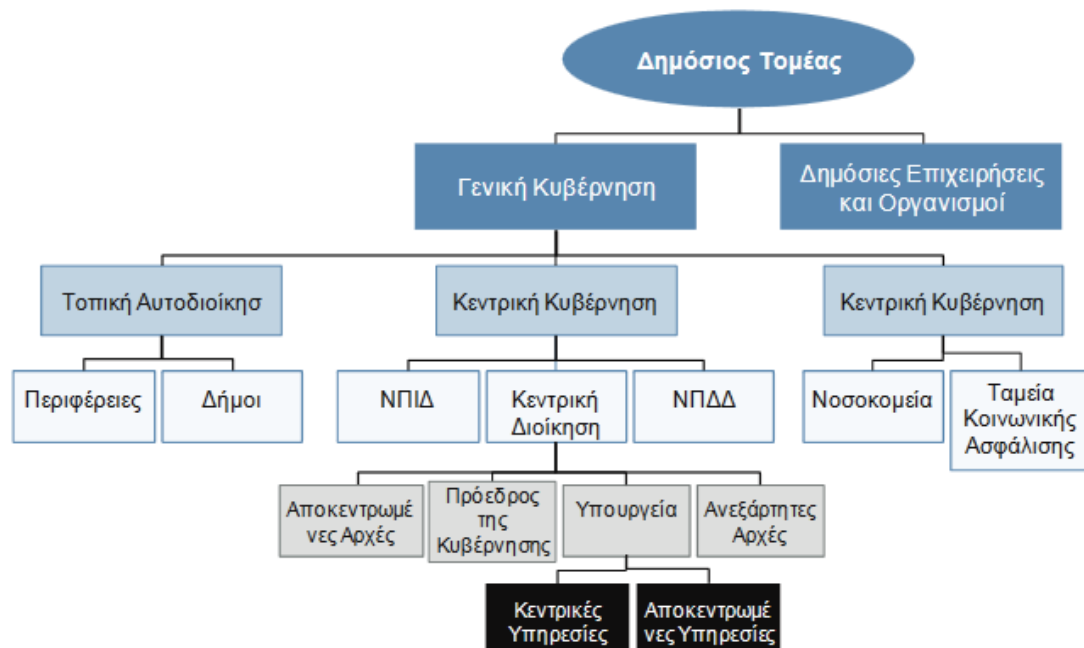 Δημόσιος Τομέας
Γενική Κυβέρνηση
Δημόσιες Επιχειρήσεις
και Οργανισμοί
Τοπική Αυτοδιοίκησ
Κεντρική Κυβέρνηση
Κεντρική Κυβέρνηση
Περιφέρειες
Δήμοι
ΝΠΙΔ
Κεντρική
Διοίκηση
ΝΠΔΔ
Νοσοκομεία
Ταμεία
Κοινωνικής
Ασφάλισης
Αποκεντρωμέ
νες Αρχές
Πρόεδρος
της
Κυβέρνησης
Υπουργεία
Ανεξάρτητες
Αρχές
Κεντρικές
Υπηρεσίες
Αποκεντρωμέ
νες Υπηρεσίες